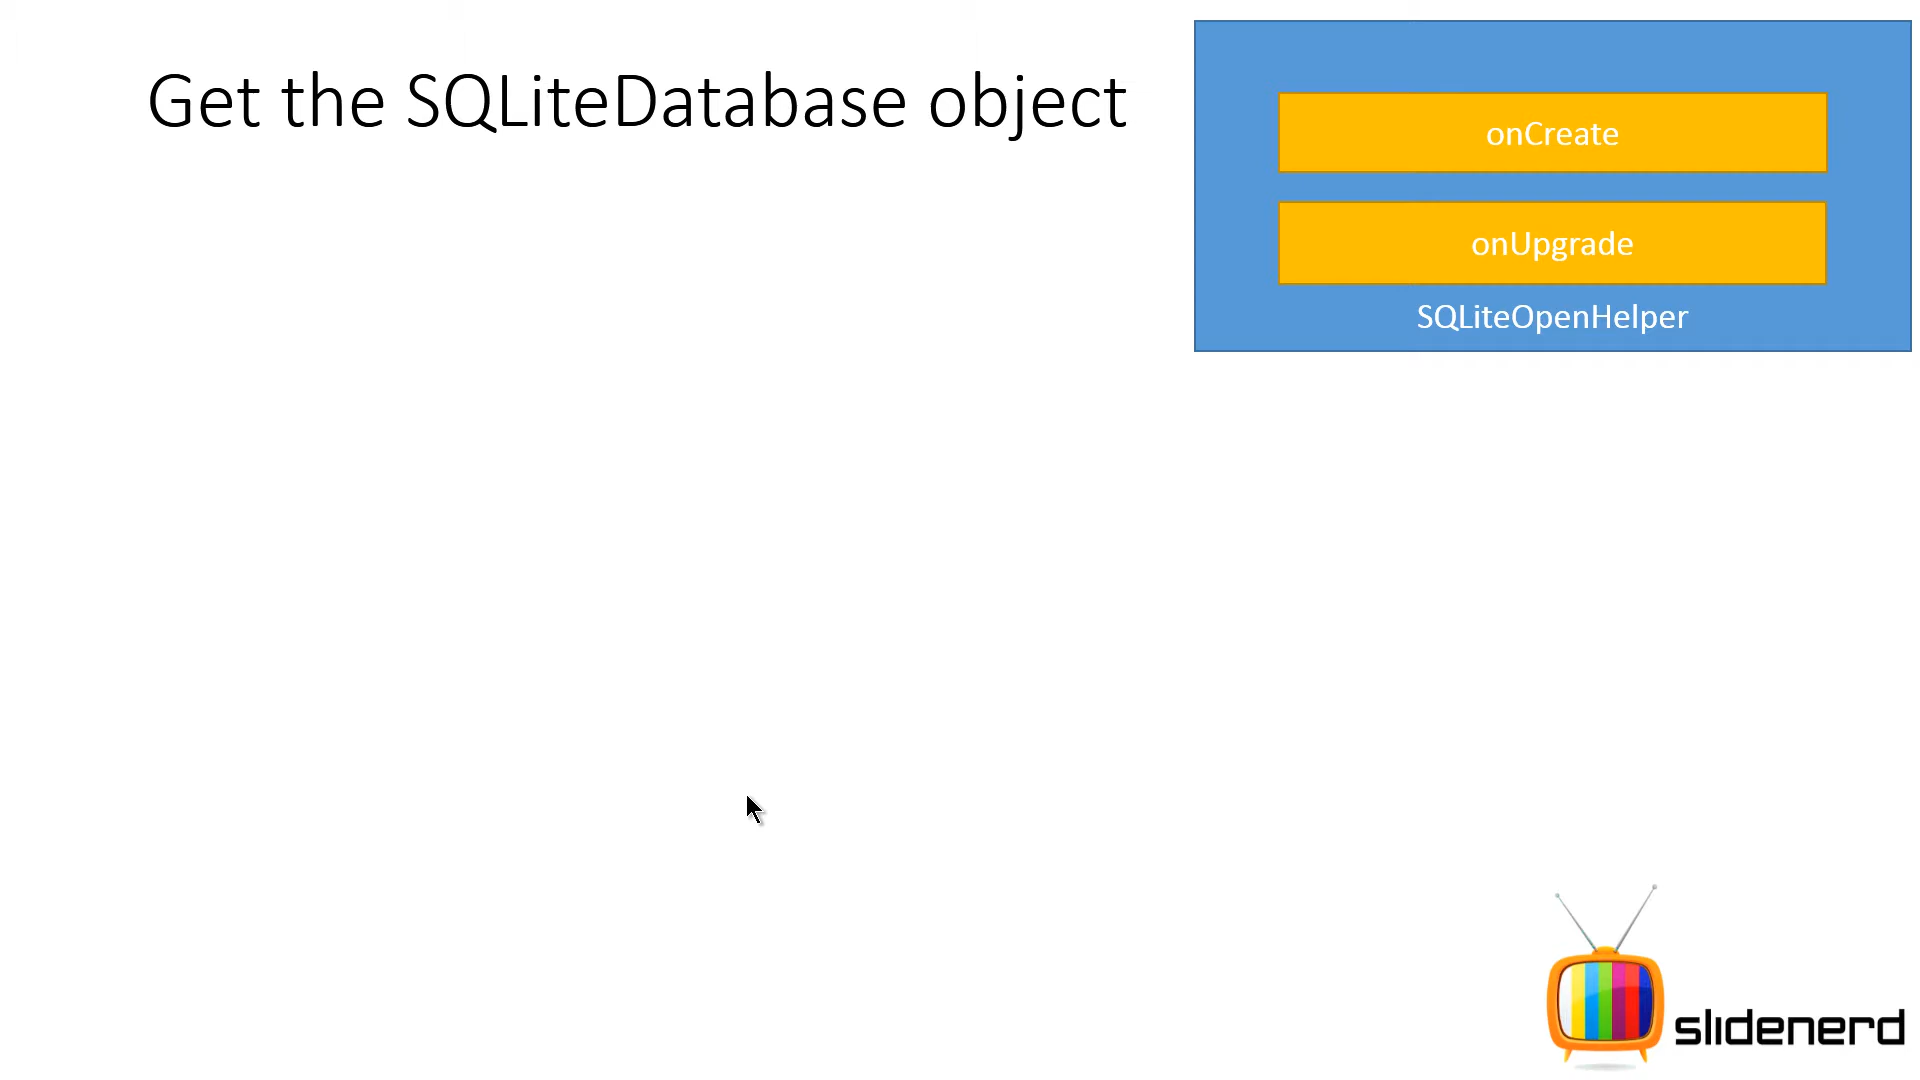 Get the SQLiteDatabase object
onCreate
onUpgrade
SQLiteOpenHelper
slidenerd